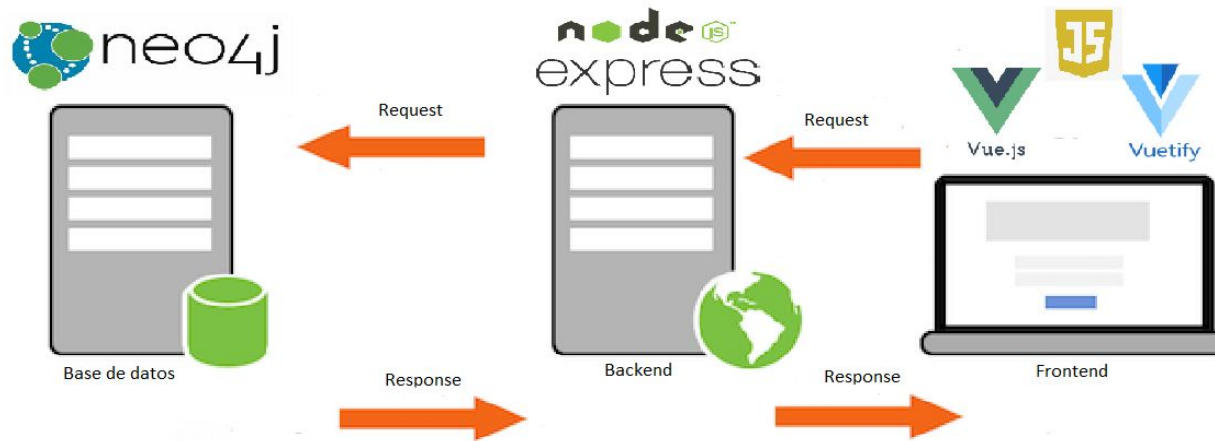 neo4j
node JS
express
JS
Vue.js
Vuetify
Request
Request
Base de datos
Backend
Frontend
Response
Response